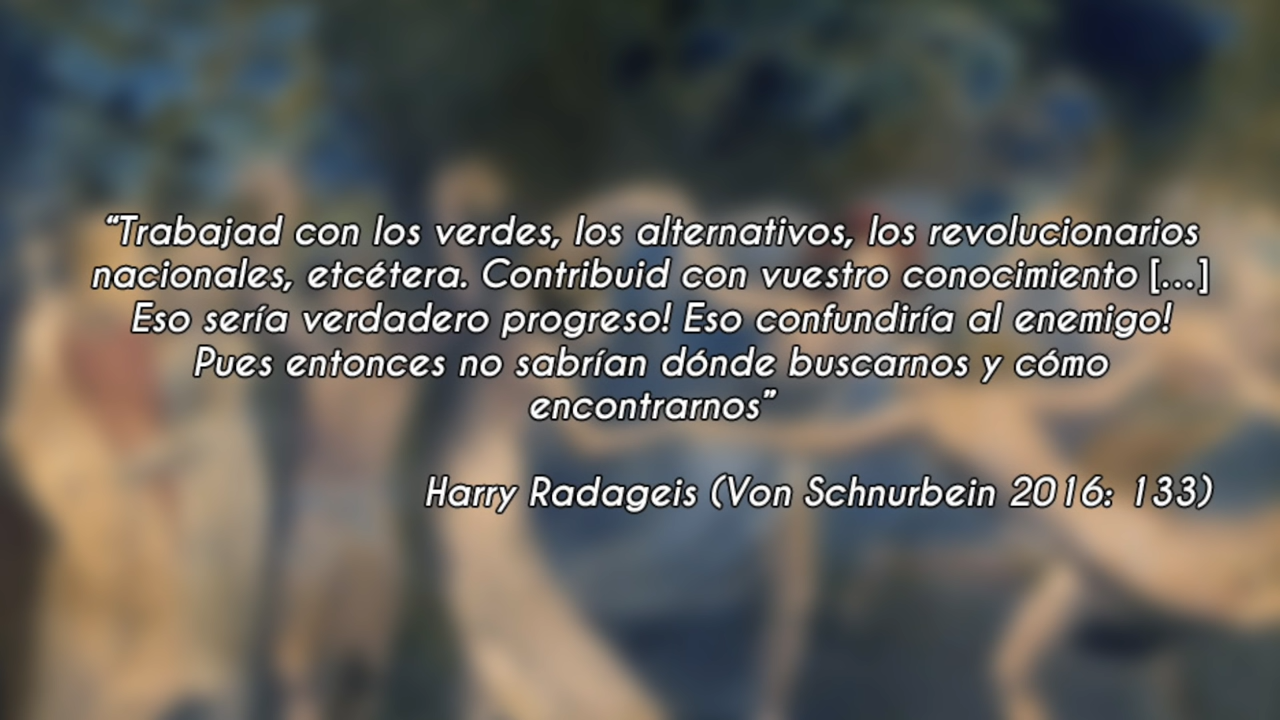 “Trabajad con los verdes, los alternativos, los revolucionarios
nacionales, etcétera. Contribuid con vuestro conocimiento [...]
Eso sería verdadero progreso! Eso confundiría al enemigo!
Pues entonces no sabrían dónde buscarnos y cómo
encontrarnos”
Harry Radageis (Von Schnurbein 2016: 133)